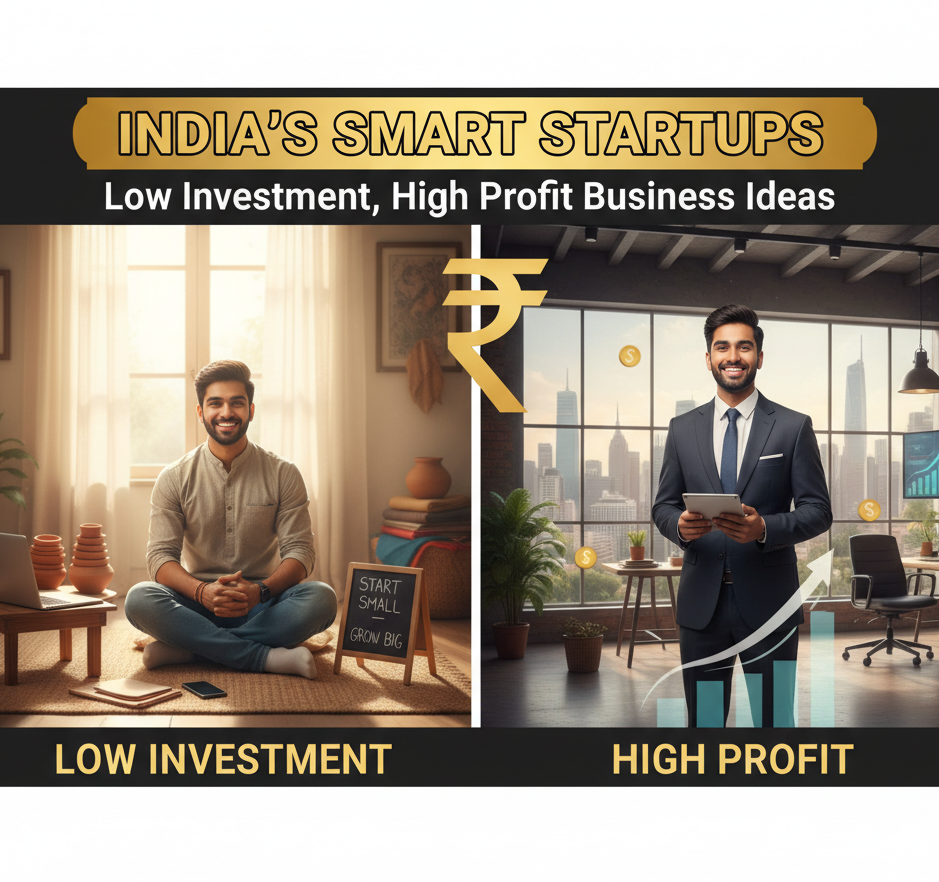 INDIA'S SMART STARTUPS
Low Investment, High Profit Business Ideas
₹
START
SMALL
—
GROW BIG
$
$
$
LOW INVESTMENT
HIGH PROFIT